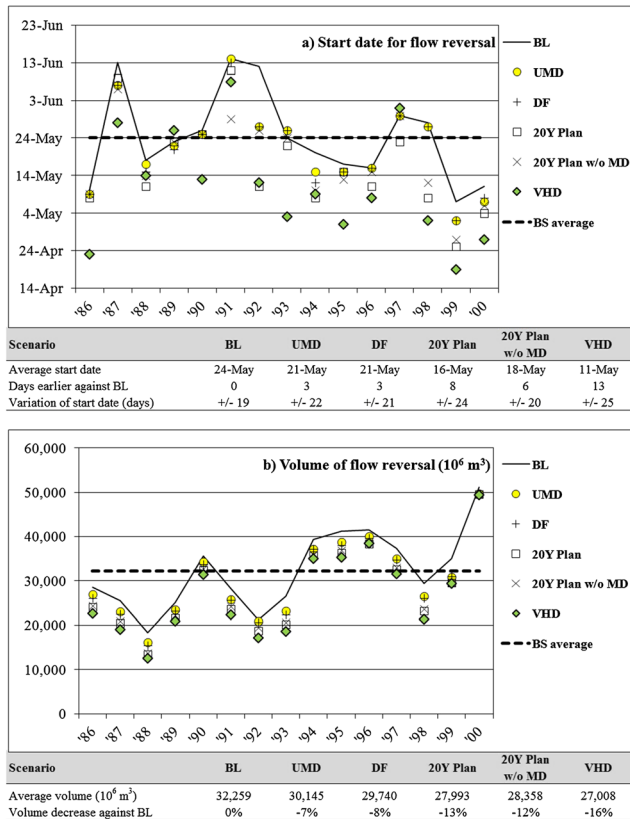 a) Start date for flow reversal
23-Jun
13-Jun
3-Jun
24-May
14-May
4-May
24-Apr
14-Apr
'86 '87 '88 '89 '90 '91 '92 '93 '94 '95 '96 '97 '98 '99 '00
BL
UMD
DF
20Y Plan
20Y Plan w/o MD
VHD
BS average
Scenario BL UMD DF 20Y Plan 20Y Plan w/o MD VHD
Average start date 24-May 21-May 21-May 16-May 18-May 11-May
Days earlier against BL 0 3 3 8 6 13
Variation of start date (days) +/- 19 +/- 22 +/- 21 +/- 24 +/- 20 +/- 25
b) Volume of flow reversal (10⁶ m³)
60,000
50,000
40,000
30,000
20,000
10,000
0
'86 '87 '88 '89 '90 '91 '92 '93 '94 '95 '96 '97 '98 '99 '00
BL
UMD
DF
20Y Plan
20Y Plan w/o MD
VHD
BS average
Scenario BL UMD DF 20Y Plan 20Y Plan w/o MD VHD
Average volume (10⁶ m³) 32,259 30,145 29,740 27,993 28,358 27,008
Volume decrease against BL 0% -7% -8% -13% -12% -16%